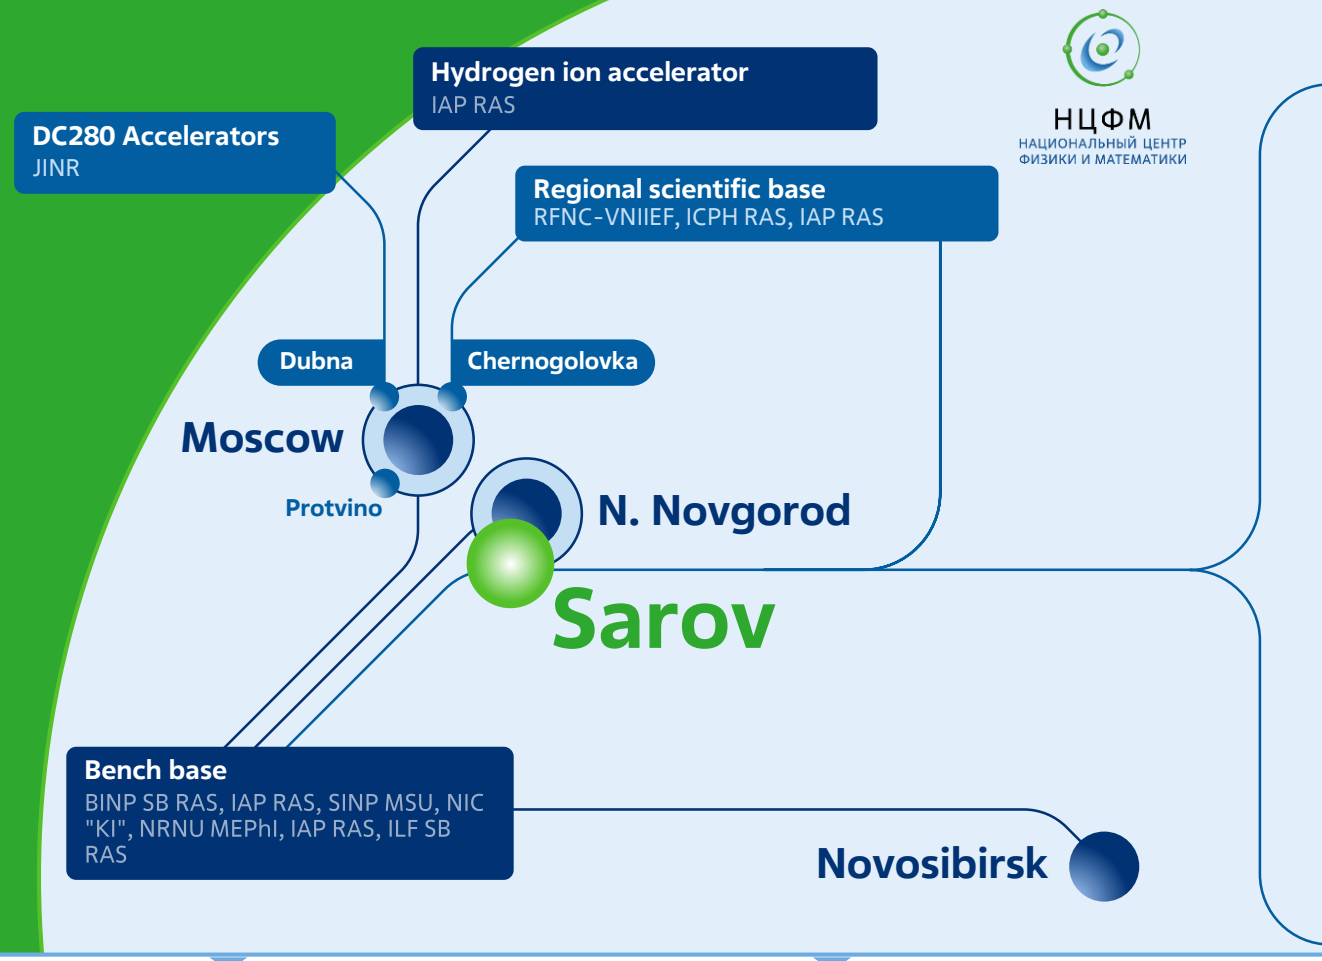 Hydrogen ion accelerator
IAP RAS
НЦФМ
НАЦИОНАЛЬНЫЙ ЦЕНТР
ФИЗИКИ И МАТЕМАТИКИ
DC280 Accelerators
JINR
Regional scientific base
RFNC-VNIIEF, ICPH RAS, IAP RAS
Dubna
Chernogolovka
Moscow
Protvino
N. Novgorod
Sarov
Bench base
BINP SB RAS, IAP RAS, SINP MSU, NIC
"KI", NRNU MEPhI, IAP RAS, ILF SB
RAS
Novosibirsk